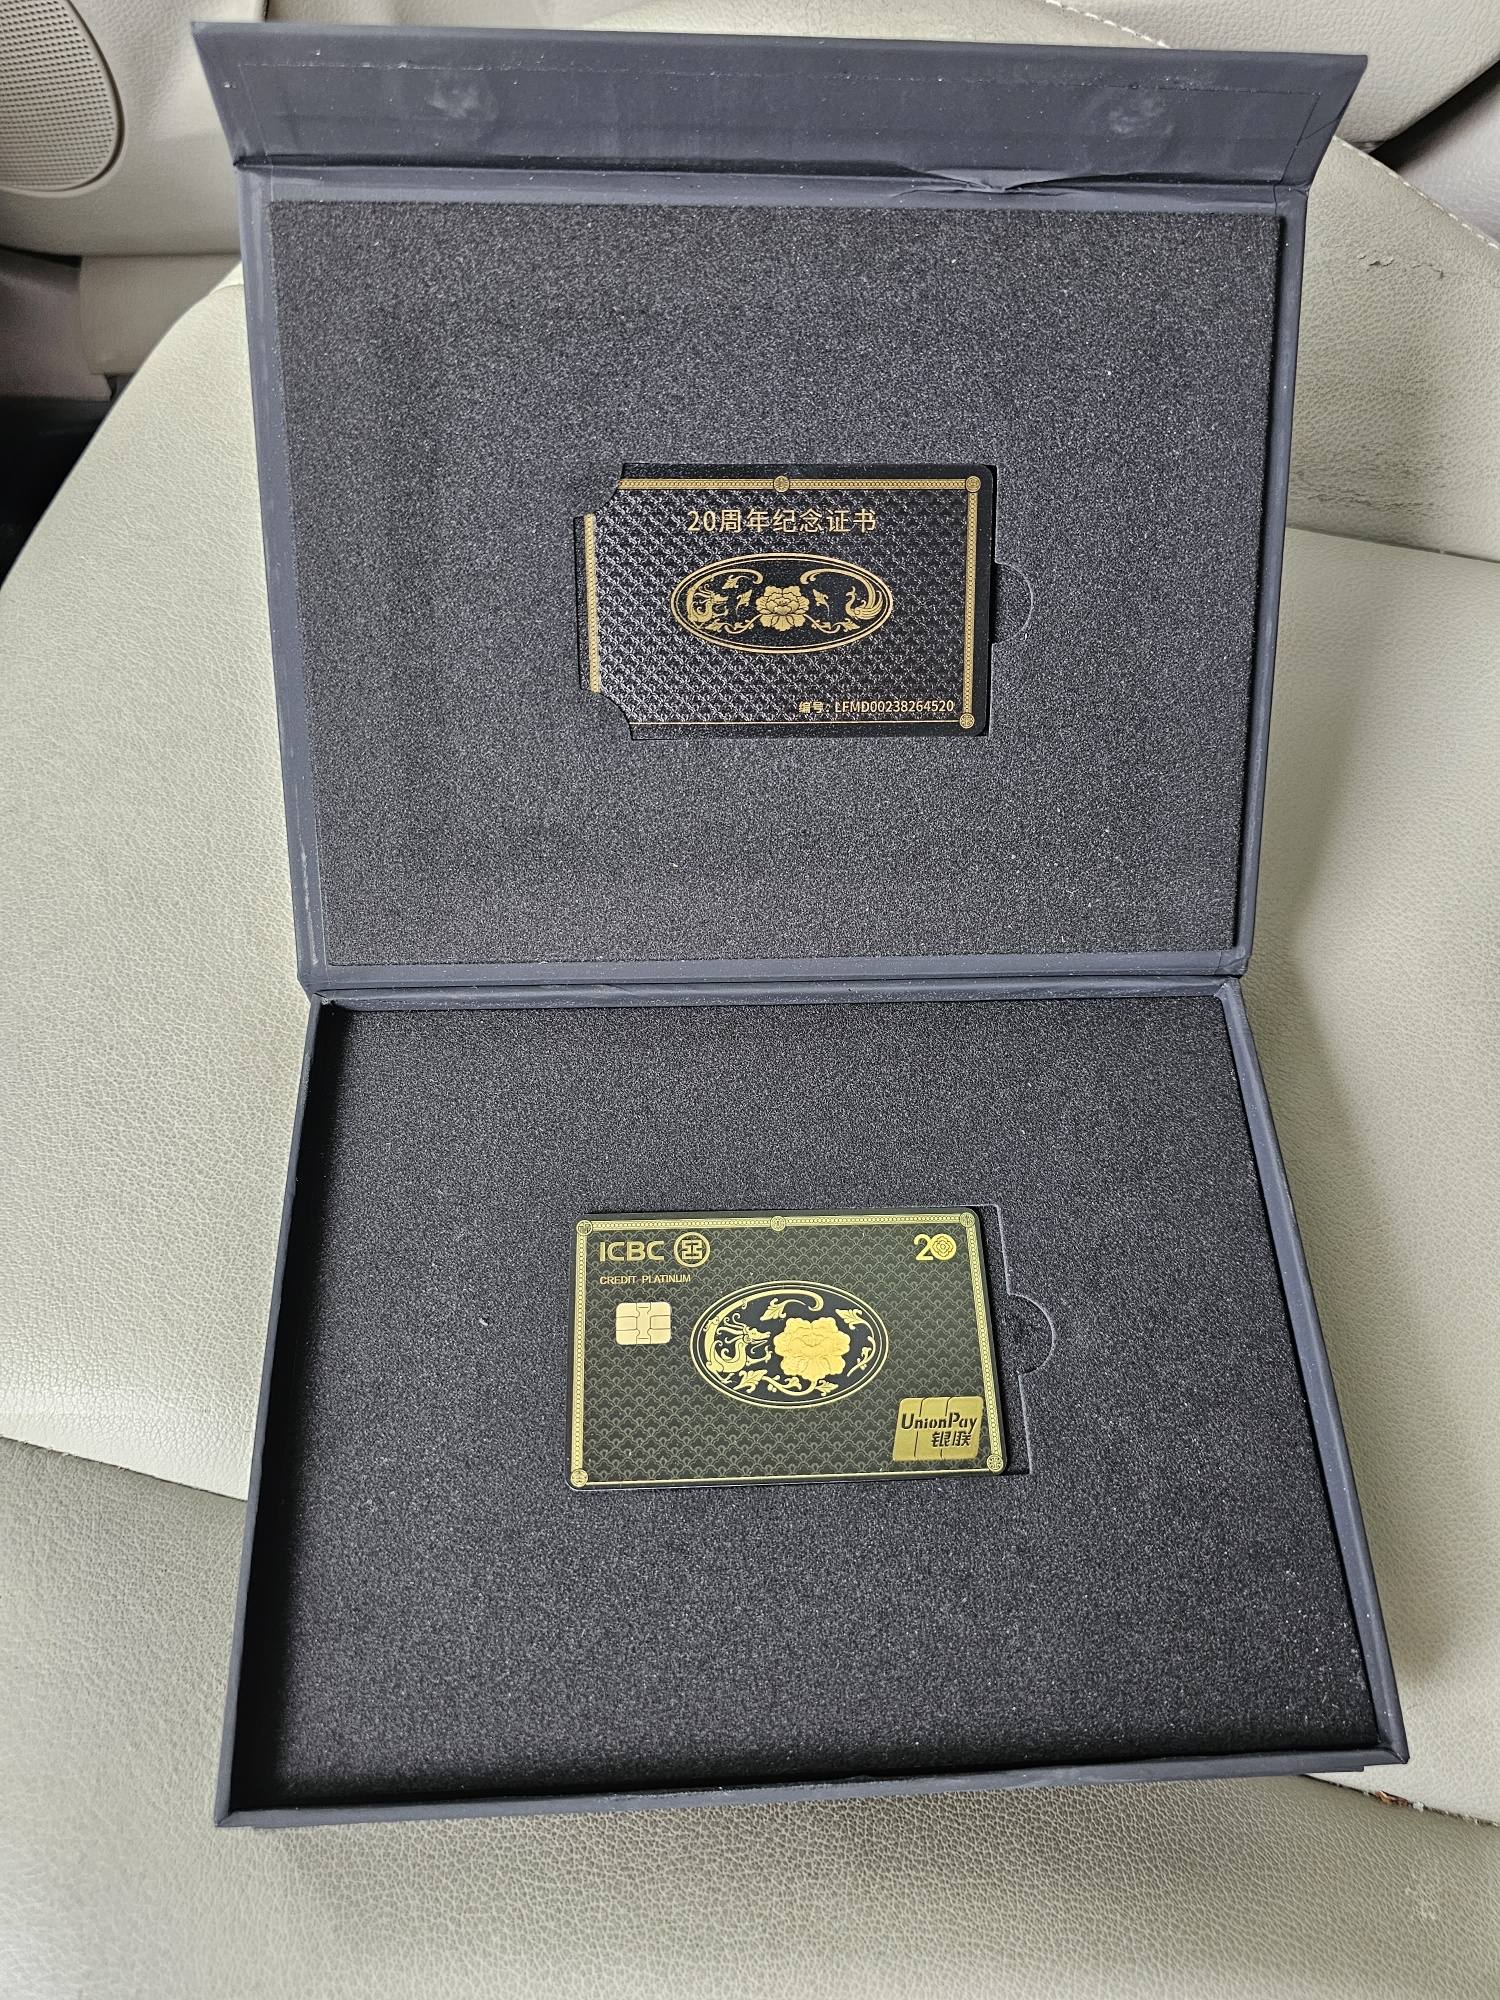 20周年纪念证书
编号: LFMD00238264520
ICBC
20
CREDIT PLATINUM
UnionPay
银联